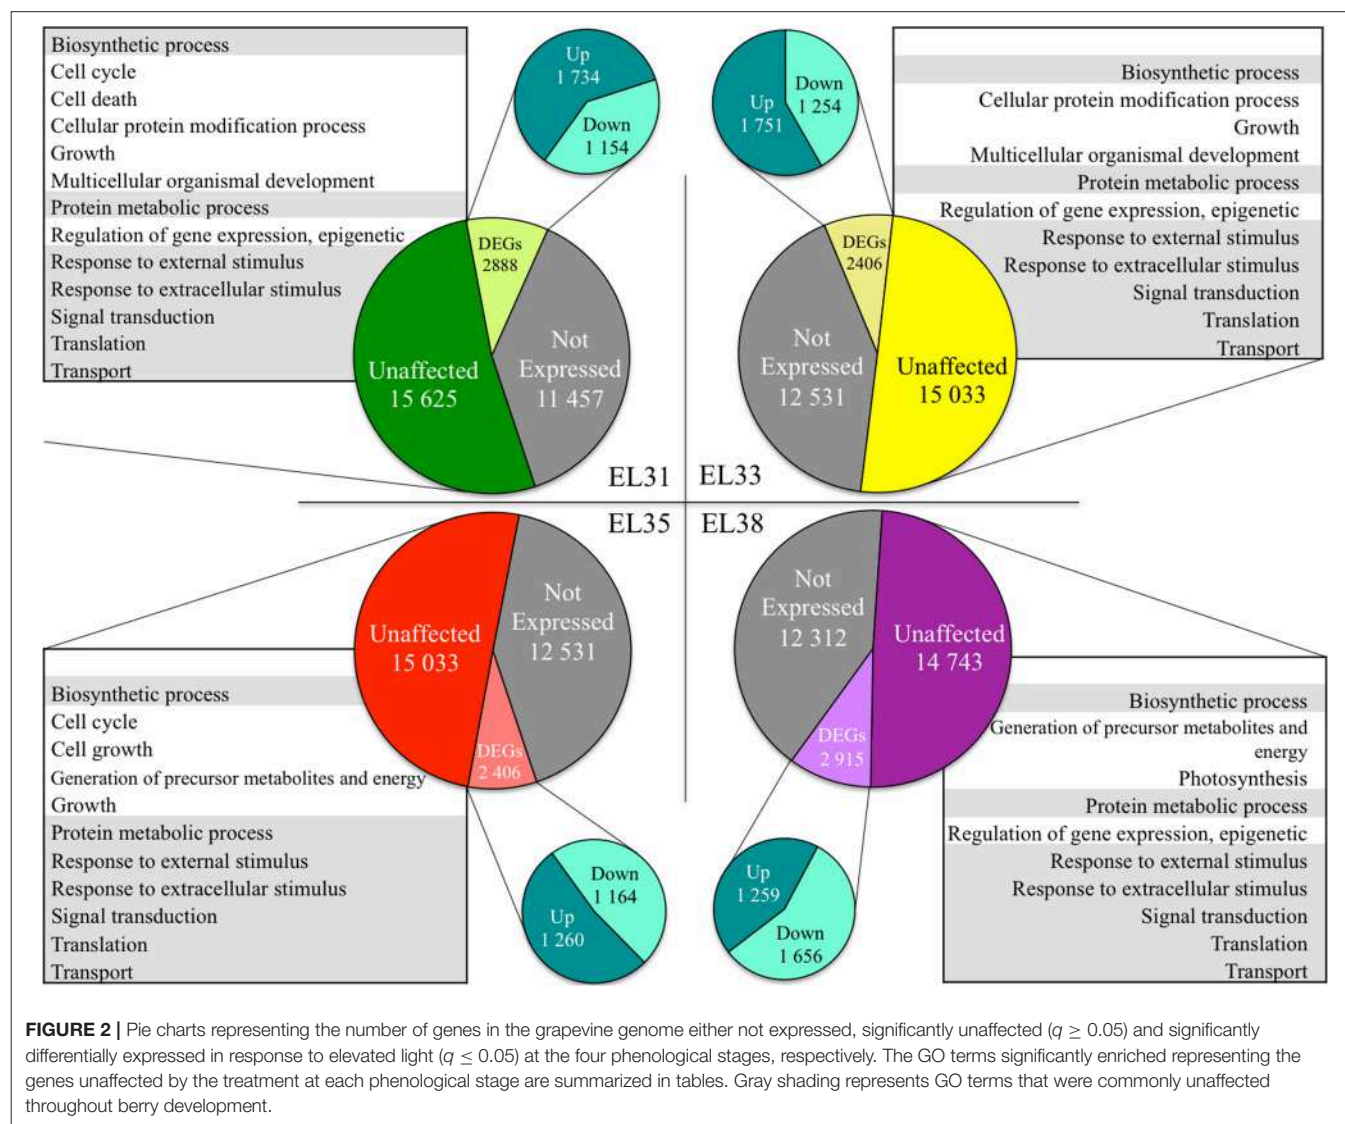 Biosynthetic process
Cell cycle
Cell death
Cellular protein modification process
Growth
Multicellular organismal development
Protein metabolic process
Regulation of gene expression, epigenetic
Response to external stimulus
Response to extracellular stimulus
Signal transduction
Translation
Transport
Up
1 734
Down
1 154
DEGs
2888
Not
Expressed
11 457
Unaffected
15 625
EL31
Up
1 751
Down
1 254
DEGs
2406
Not
Expressed
12 531
Unaffected
15 033
EL33
Biosynthetic process
Cellular protein modification process
Growth
Multicellular organismal development
Protein metabolic process
Regulation of gene expression, epigenetic
Response to external stimulus
Response to extracellular stimulus
Signal transduction
Translation
Transport
EL35
Unaffected
15 033
Not
Expressed
12 531
DEGs
2 406
Down
1 164
Up
1 260
Biosynthetic process
Cell cycle
Cell growth
Generation of precursor metabolites and energy
Growth
Protein metabolic process
Response to external stimulus
Response to extracellular stimulus
Signal transduction
Translation
Transport
EL38
Not
Expressed
12 312
Unaffected
14 743
DEGs
2 915
Up
1 259
Down
1 656
Biosynthetic process
Generation of precursor metabolites and
energy
Photosynthesis
Protein metabolic process
Regulation of gene expression, epigenetic
Response to external stimulus
Response to extracellular stimulus
Signal transduction
Translation
Transport
FIGURE 2 | Pie charts representing the number of genes in the grapevine genome either not expressed, significantly unaffected (q ≥ 0.05) and significantly
differentially expressed in response to elevated light (q ≤ 0.05) at the four phenological stages, respectively. The GO terms significantly enriched representing the
genes unaffected by the treatment at each phenological stage are summarized in tables. Gray shading represents GO terms that were commonly unaffected
throughout berry development.